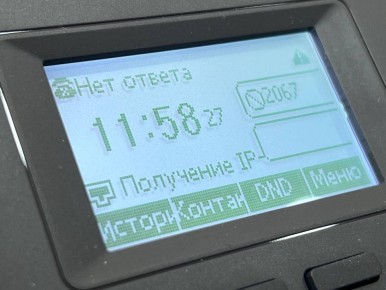 Нет ответа
2067
11:58 27
Получение IP-
Истори Контак DND Меню